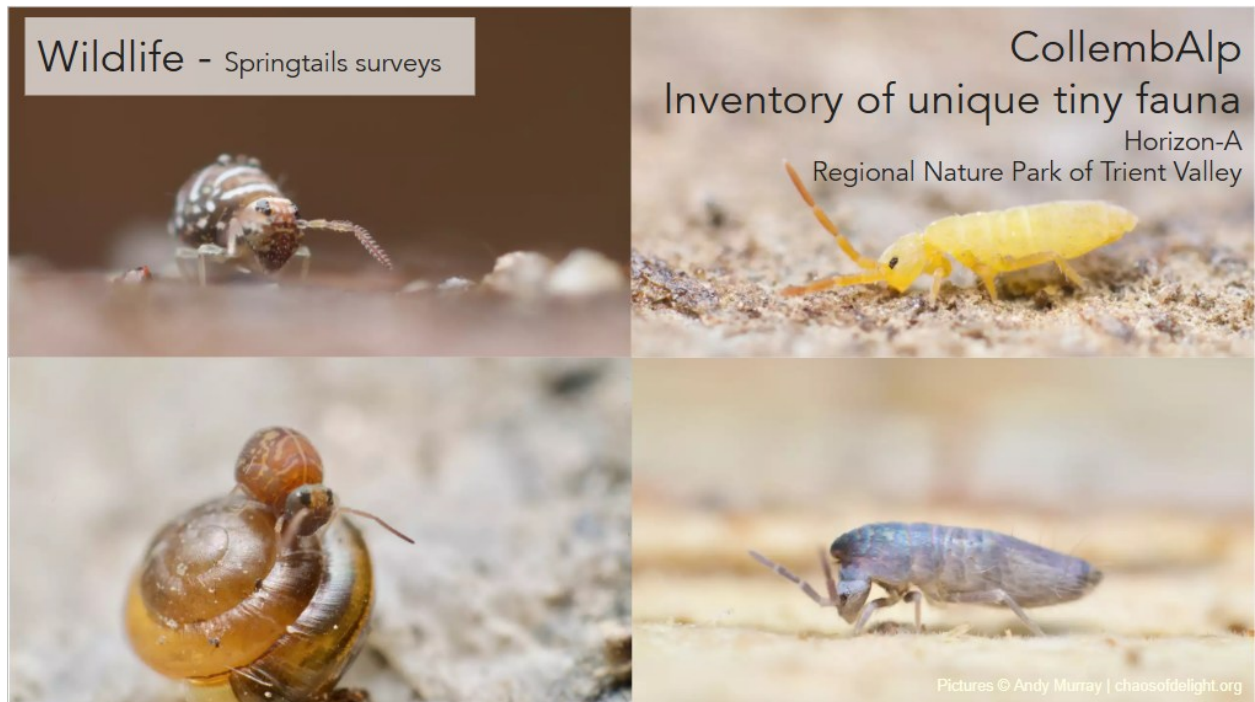 Wildlife - Springtails surveys
CollembAlp
Inventory of unique tiny fauna
Horizon-A
Regional Nature Park of Trient Valley
Pictures © Andy Murray | chaosofdelight.org